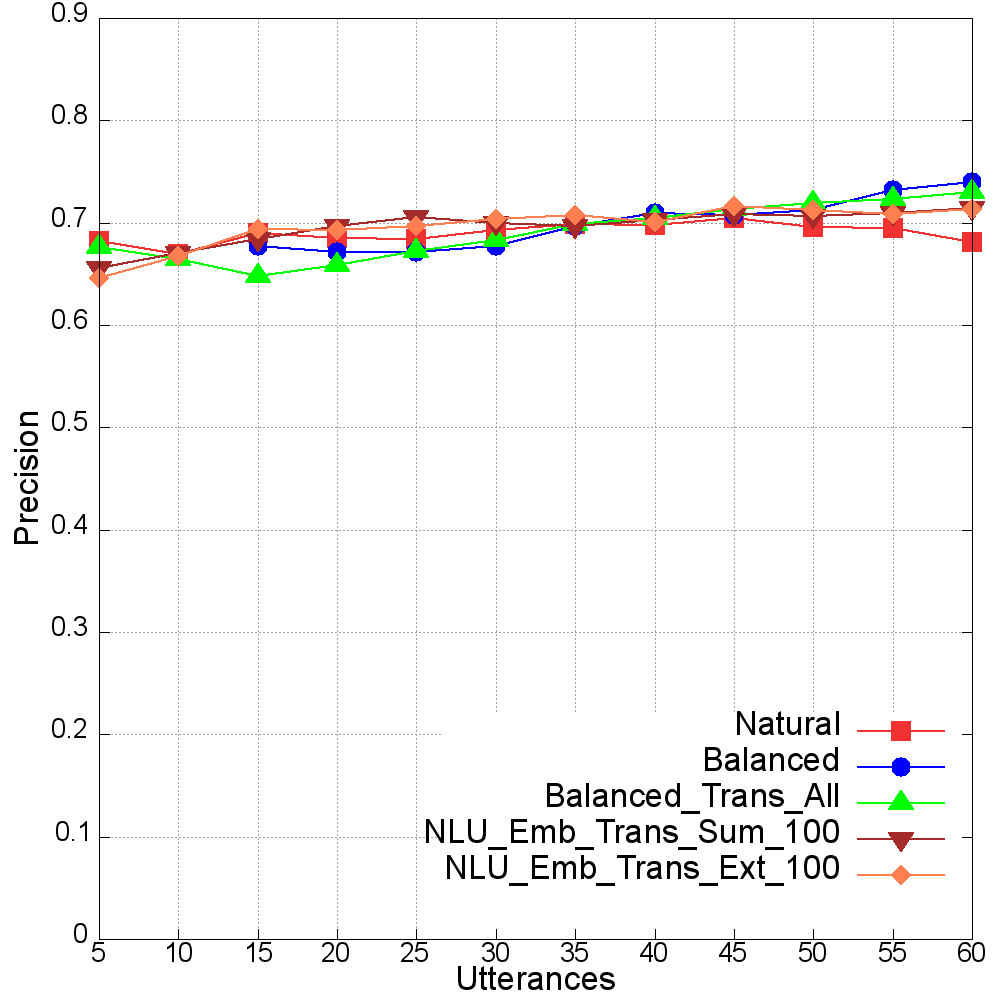 0.9
0.8
0.7
0.6
0.5
0.4
0.3
0.2
0.1
0
Precision
Natural
Balanced
Balanced_Trans_All
NLU_Emb_Trans_Sum_100
NLU_Emb_Trans_Ext_100
5 10 15 20 25 30 35 40 45 50 55 60
Utterances